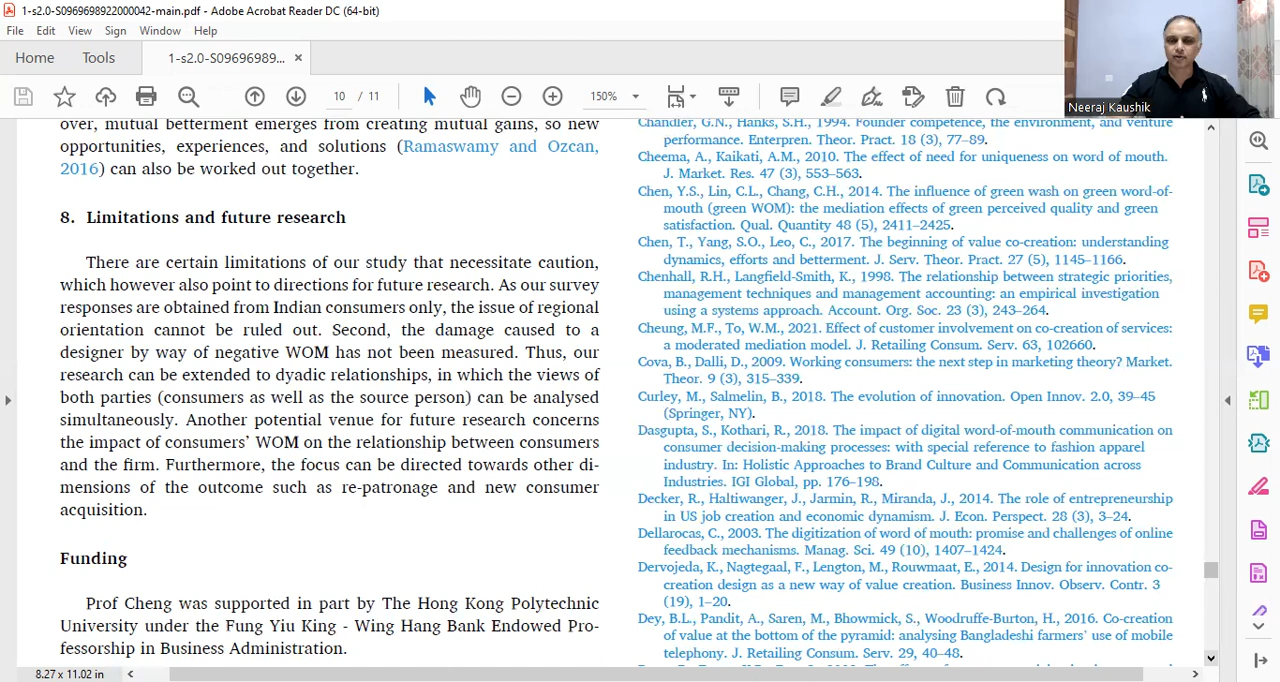 1-s2.0-S0969698922000042-main.pdf - Adobe Acrobat Reader DC (64-bit)
File Edit View Sign Window Help
Home Tools 1-s2.0-S09696989... ×
10 / 11 150%
Neeraj Kaushik
over, mutual betterment emerges from creating mutual gains, so new
opportunities, experiences, and solutions (Ramaswamy and Ozcan,
2016) can also be worked out together.
8. Limitations and future research
There are certain limitations of our study that necessitate caution,
which however also point to directions for future research. As our survey
responses are obtained from Indian consumers only, the issue of regional
orientation cannot be ruled out. Second, the damage caused to a
designer by way of negative WOM has not been measured. Thus, our
research can be extended to dyadic relationships, in which the views of
both parties (consumers as well as the source person) can be analysed
simultaneously. Another potential venue for future research concerns
the impact of consumers’ WOM on the relationship between consumers
and the firm. Furthermore, the focus can be directed towards other di-
mensions of the outcome such as re-patronage and new consumer
acquisition.
Funding
Prof Cheng was supported in part by The Hong Kong Polytechnic
University under the Fung Yiu King - Wing Hang Bank Endowed Pro-
fessorship in Business Administration.
Chandler, G.N., Hanks, S.H., 1994. Founder competence, the environment, and venture
performance. Enterpren. Theor. Pract. 18 (3), 77–89.
Cheema, A., Kaikati, A.M., 2010. The effect of need for uniqueness on word of mouth.
J. Market. Res. 47 (3), 553–563.
Chen, Y.S., Lin, C.L., Chang, C.H., 2014. The influence of green wash on green word-of-
mouth (green WOM): the mediation effects of green perceived quality and green
satisfaction. Qual. Quantity 48 (5), 2411–2425.
Chen, T., Yang, S.O., Leo, C., 2017. The beginning of value co-creation: understanding
dynamics, efforts and betterment. J. Serv. Theor. Pract. 27 (5), 1145–1166.
Chenhall, R.H., Langfield-Smith, K., 1998. The relationship between strategic priorities,
management techniques and management accounting: an empirical investigation
using a systems approach. Account. Org. Soc. 23 (3), 243–264.
Cheung, M.F., To, W.M., 2021. Effect of customer involvement on co-creation of services:
a moderated mediation model. J. Retailing Consum. Serv. 63, 102660.
Cova, B., Dalli, D., 2009. Working consumers: the next step in marketing theory? Market.
Theor. 9 (3), 315–339.
Curley, M., Salmelin, B., 2018. The evolution of innovation. Open Innov. 2.0, 39–45
(Springer, NY).
Dasgupta, S., Kothari, R., 2018. The impact of digital word-of-mouth communication on
consumer decision-making processes: with special reference to fashion apparel
industry. In: Holistic Approaches to Brand Culture and Communication across
Industries. IGI Global, pp. 176–198.
Decker, R., Haltiwanger, J., Jarmin, R., Miranda, J., 2014. The role of entrepreneurship
in US job creation and economic dynamism. J. Econ. Perspect. 28 (3), 3–24.
Dellarocas, C., 2003. The digitization of word of mouth: promise and challenges of online
feedback mechanisms. Manag. Sci. 49 (10), 1407–1424.
Dervojeda, K., Nagtegaal, F., Lengton, M., Rouwmaat, E., 2014. Design for innovation co-
creation design as a new way of value creation. Business Innov. Observ. Contr. 3
(19), 1–20.
Dey, B.L., Pandit, A., Saren, M., Bhowmick, S., Woodruffe-Burton, H., 2016. Co-creation
of value at the bottom of the pyramid: analysing Bangladeshi farmers’ use of mobile
telephony. J. Retailing Consum. Serv. 29, 40–48.
8.27 x 11.02 in